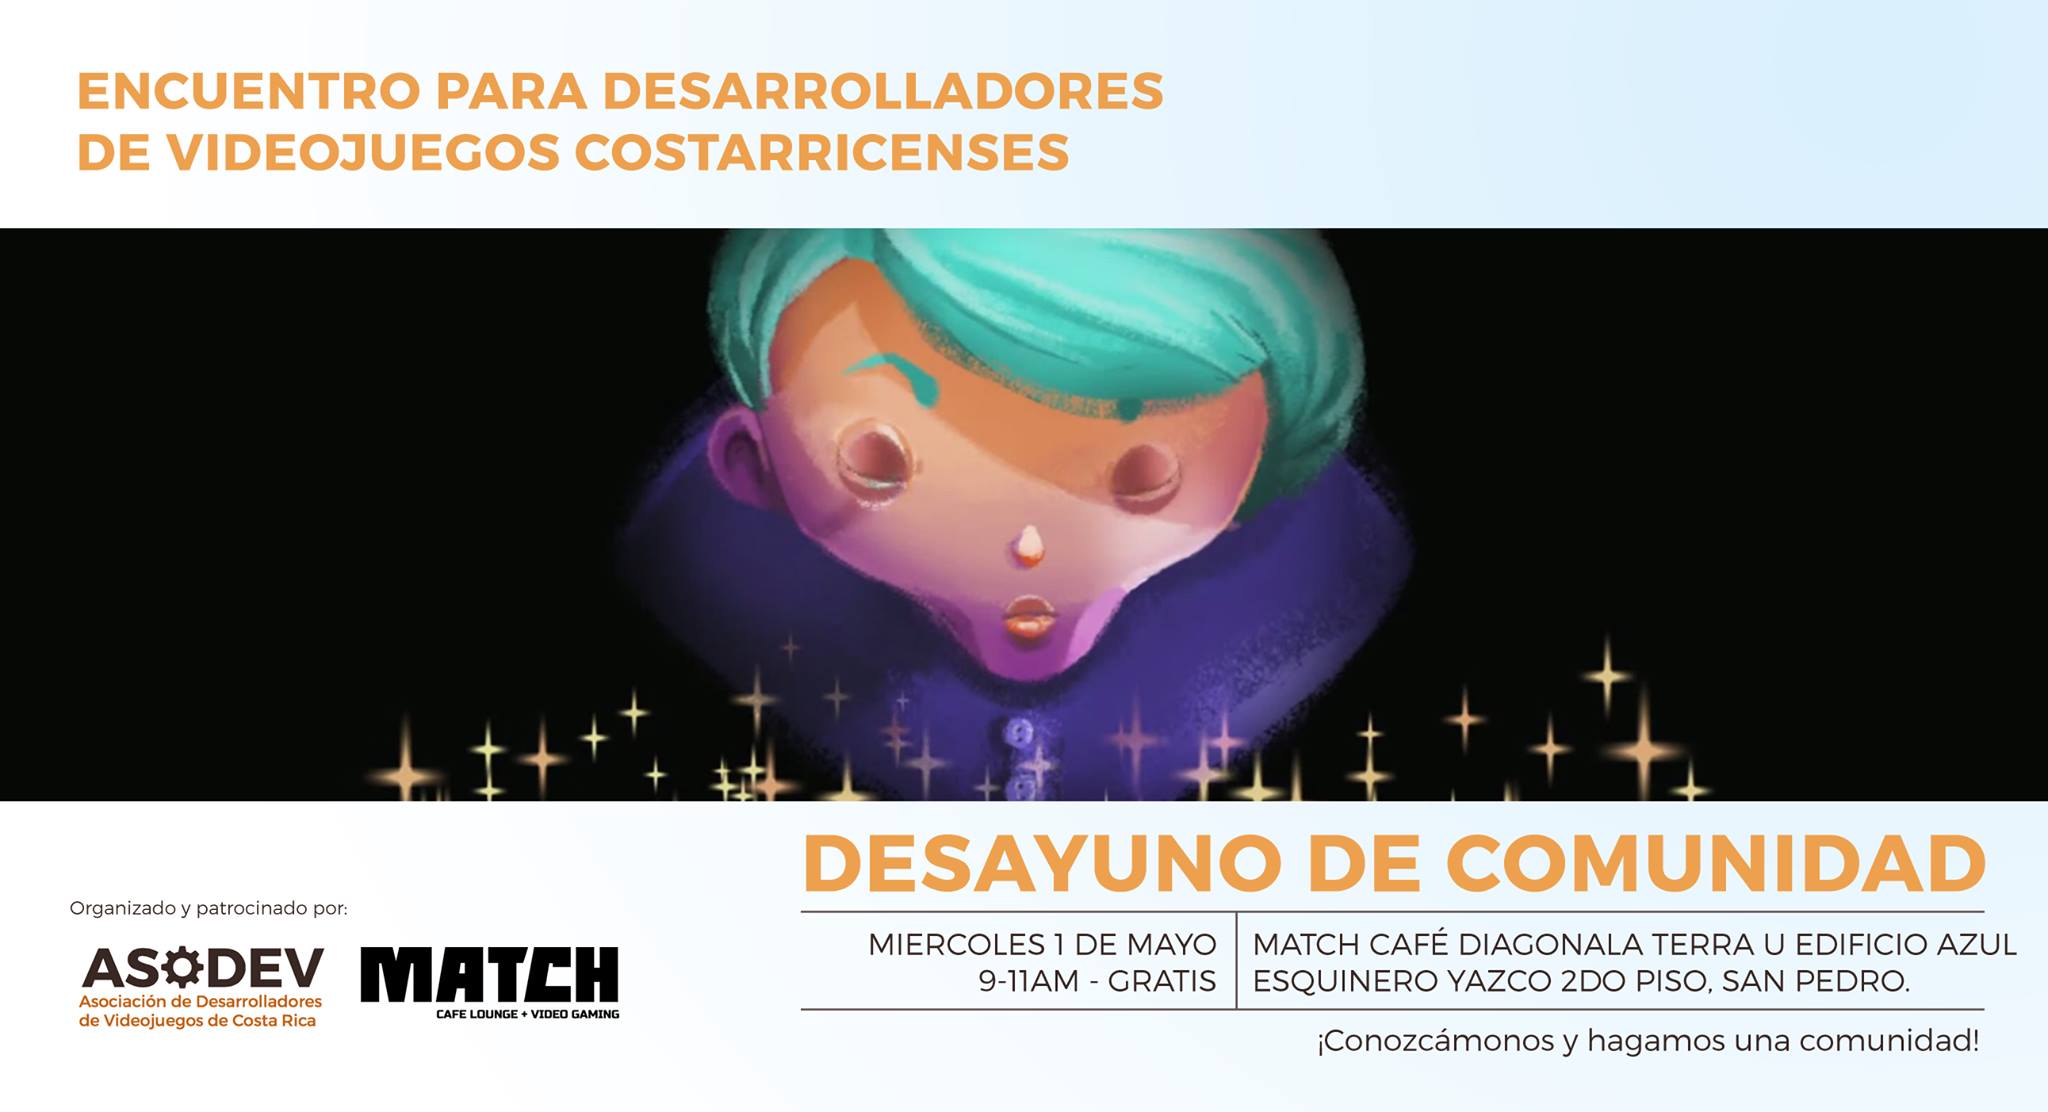 ENCUENTRO PARA DESARROLLADORES
DE VIDEOJUEGOS COSTARRICENSES
DESAYUNO DE COMUNIDAD
MIERCOLES 1 DE MAYO
9-11AM - GRATIS
MATCH CAFÉ DIAGONALA TERRA U EDIFICIO AZUL
ESQUINERO YAZCO 2DO PISO, SAN PEDRO.
¡Conozcámonos y hagamos una comunidad!
Organizado y patrocinado por:
ASODEV
Asociación de Desarrolladores
de Videojuegos de Costa Rica
MATCH
CAFE LOUNGE + VIDEO GAMING